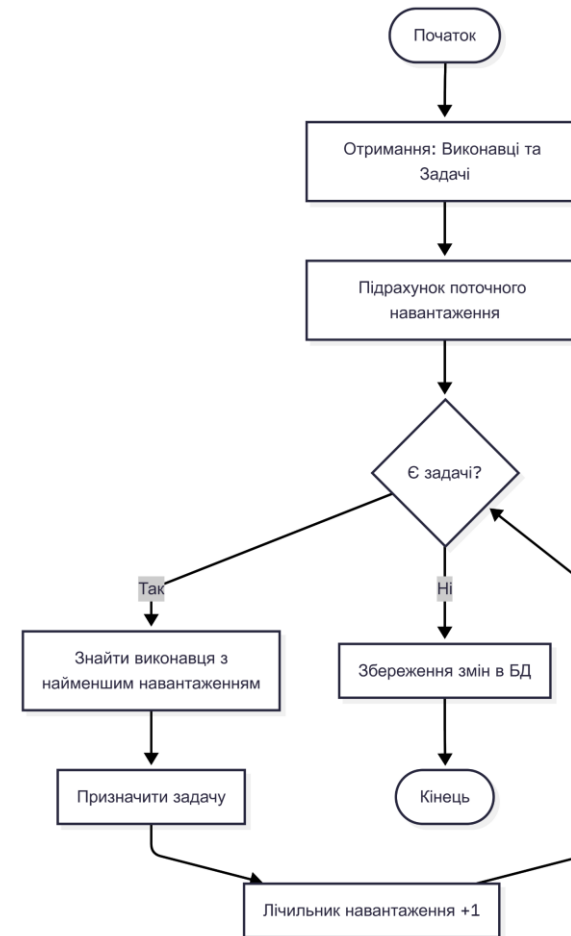 Початок
Отримання: Виконавці та
Задачі
Підрахунок поточного
навантаження
Є задачі?
Так
Ні
Знайти виконавця з
найменшим навантаженням
Збереження змін в БД
Призначити задачу
Кінець
Лічильник навантаження +1